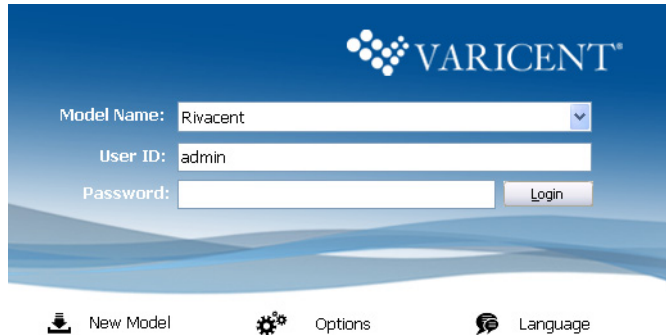 VARICENT®
Model Name: Rivacent
User ID: admin
Password: Login
New Model Options Language